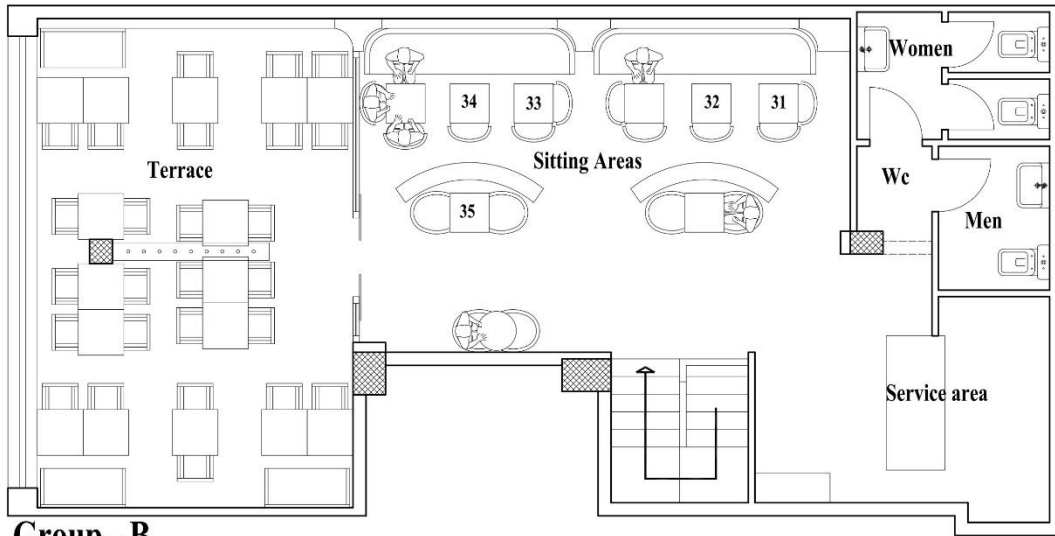 Women
34
33
32
31
Sitting Areas
Terrace
Wc
35
Men
Service area
Group - B